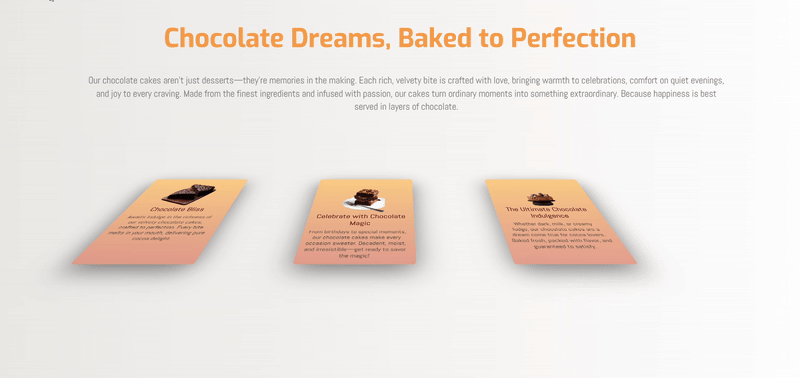 Chocolate Dreams, Baked to Perfection
Our chocolate cakes aren't just desserts—they're memories in the making. Each rich, velvety bite is crafted with love, bringing warmth to celebrations, comfort on quiet evenings,
and joy to every craving. Made from the finest ingredients and infused with passion, our cakes turn ordinary moments into something extraordinary. Because happiness is best
served in layers of chocolate.
Chocolate Bliss
Awaits Indulge in the richness of
our velvety chocolate cakes,
crafted to perfection. Every bite
melts in your mouth, delivering pure
cocoa delight!
Celebrate with Chocolate
Magic
From birthdays to special moments,
our chocolate cakes make every
occasion sweeter. Decadent, moist,
and irresistible—get ready to savor
the magic!
The Ultimate Chocolate
Indulgence
Whether dark, milk, or creamy
fudge, our chocolate cakes are a
dream come true for cocoa lovers.
Baked fresh, packed with flavor, and
guaranteed to satisfy.